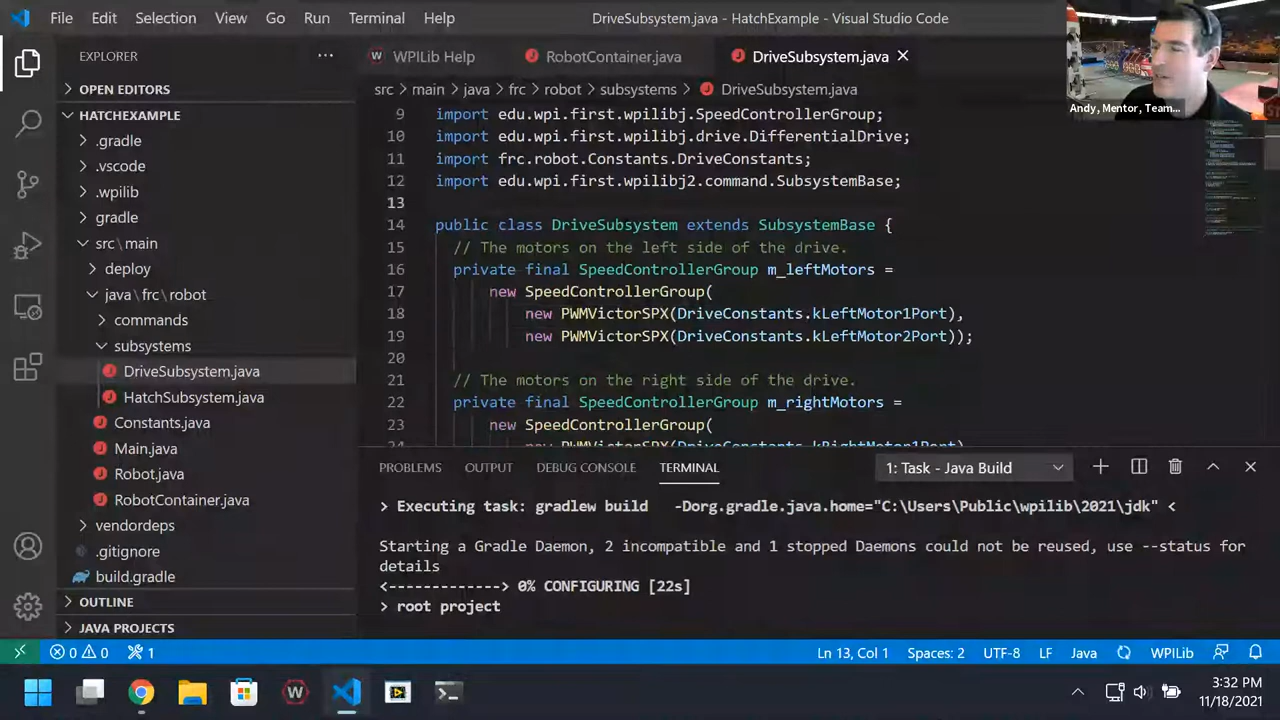 File Edit Selection View Go Run Terminal Help DriveSubsystem.java - HatchExample - Visual Studio Code
Andy, Mentor, Team...
EXPLORER
OPEN EDITORS
HATCHEXAMPLE
.gradle
.vscode
.wpilib
gradle
src\main
deploy
java\frc\robot
commands
subsystems
DriveSubsystem.java
HatchSubsystem.java
Constants.java
Main.java
Robot.java
RobotContainer.java
vendordeps
.gitignore
build.gradle
OUTLINE
JAVA PROJECTS
WPILib Help RobotContainer.java DriveSubsystem.java
src > main > java > frc > robot > subsystems > DriveSubsystem.java
9 import edu.wpi.first.wpilibj.SpeedControllerGroup;
10 import edu.wpi.first.wpilibj.drive.DifferentialDrive;
11 import frc.robot.Constants.DriveConstants;
12 import edu.wpi.first.wpilibj2.command.SubsystemBase;
13
14 public class DriveSubsystem extends SubsystemBase {
15 // The motors on the left side of the drive.
16 private final SpeedControllerGroup m_leftMotors =
17 new SpeedControllerGroup(
18 new PWMVictorSPX(DriveConstants.kLeftMotor1Port),
19 new PWMVictorSPX(DriveConstants.kLeftMotor2Port));
20
21 // The motors on the right side of the drive.
22 private final SpeedControllerGroup m_rightMotors =
23 new SpeedControllerGroup(
24 new PWMVictorSPX(DriveConstants.kRightMotor1Port),
PROBLEMS OUTPUT DEBUG CONSOLE TERMINAL 1: Task - Java Build
> Executing task: gradlew build -Dorg.gradle.java.home="C:\Users\Public\wpilib\2021\jdk" <
Starting a Gradle Daemon, 2 incompatible and 1 stopped Daemons could not be reused, use --status for
details
<-------------> 0% CONFIGURING [22s]
> root project
0 0 1 Ln 13, Col 1 Spaces: 2 UTF-8 LF Java WPILib
3:32 PM
11/18/2021